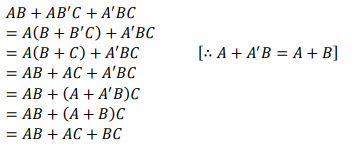 AB + AB′C + A′BC
= A(B + B′C) + A′BC
= A(B + C) + A′BC [∴ A + A′B = A + B]
= AB + AC + A′BC
= AB + (A + A′B)C
= AB + (A + B)C
= AB + AC + BC